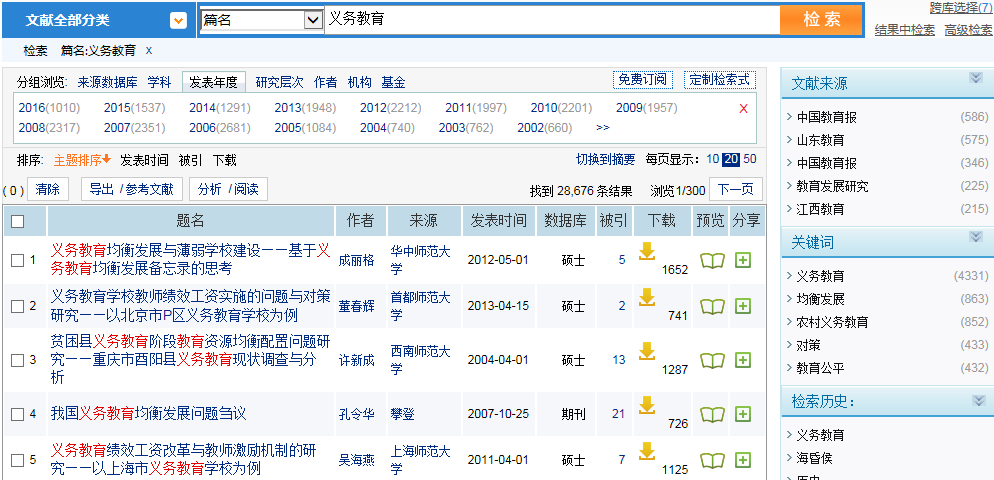 文献全部分类
篇名
义务教育
检 索
跨库选择(7)
结果中检索 高级检索
检索 篇名:义务教育 x
分组浏览: 来源数据库 学科 发表年度 研究层次 作者 机构 基金
免费订阅 定制检索式
2016(1010) 2015(1537) 2014(1291) 2013(1948) 2012(2212) 2011(1997) 2010(2201) 2009(1957) X
2008(2317) 2007(2351) 2006(2681) 2005(1084) 2004(740) 2003(762) 2002(660) >>
排序: 主题排序 发表时间 被引 下载
切换到摘要 每页显示: 10 20 50
( 0 ) 清除 导出 / 参考文献 分析 / 阅读
找到 28,676 条结果 浏览1/300 下一页
题名 作者 来源 发表时间 数据库 被引 下载 预览 分享
1 义务教育均衡发展与薄弱学校建设——基于义
务教育均衡发展备忘录的思考
成丽格
华中师范大
学
2012-05-01 硕士 5 1652
2 义务教育学校教师绩效工资实施的问题与对策
研究——以北京市P区义务教育学校为例
董春辉
首都师范大
学
2013-04-15 硕士 2 741
3 贫困县义务教育阶段教育资源均衡配置问题研
究——重庆市酉阳县义务教育现状调查与分
析
许新成
西南师范大
学
2004-04-01 硕士 13 1287
4 我国义务教育均衡发展问题刍议 孔令华 攀登 2007-10-25 期刊 21 726
5 义务教育绩效工资改革与教师激励机制的研
究——以上海市义务教育学校为例
吴海燕
上海师范大
学
2011-04-01 硕士 7 1125
文献来源
中国教育报 (586)
山东教育 (575)
中国教育报 (346)
教育发展研究 (225)
江西教育 (215)
关键词
义务教育 (4331)
均衡发展 (863)
农村义务教育 (852)
对策 (433)
教育公平 (432)
检索历史：
义务教育
海昏侯
历史